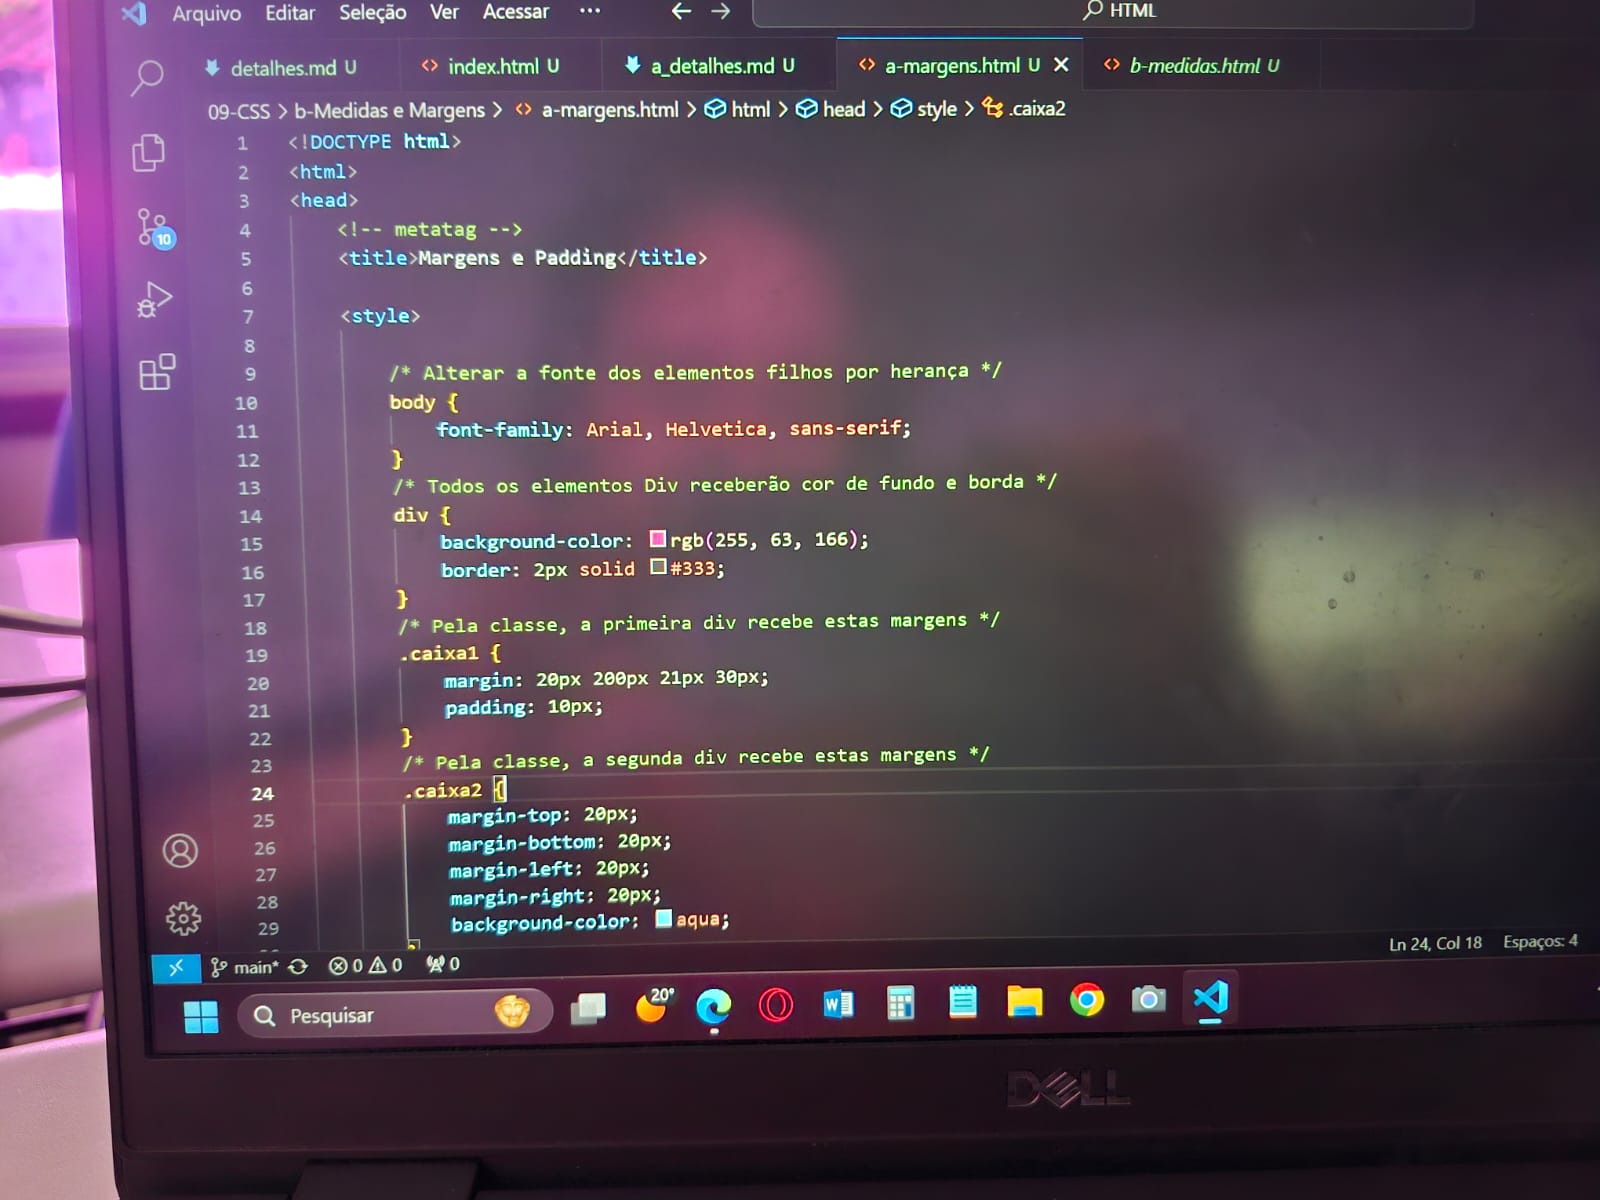 Arquivo Editar Seleção Ver Acessar ··· HTML
detalhes.md U index.html U a_detalhes.md U a-margens.html U b-medidas.html U
09-CSS > b-Medidas e Margens > a-margens.html > html > head > style > .caixa2
1 <!DOCTYPE html>
2 <html>
3 <head>
4 <!-- metatag -->
5 <title>Margens e Padding</title>
6
7 <style>
8
9 /* Alterar a fonte dos elementos filhos por herança */
10 body {
11 font-family: Arial, Helvetica, sans-serif;
12 }
13 /* Todos os elementos Div receberão cor de fundo e borda */
14 div {
15 background-color: rgb(255, 63, 166);
16 border: 2px solid #333;
17 }
18 /* Pela classe, a primeira div recebe estas margens */
19 .caixa1 {
20 margin: 20px 200px 21px 30px;
21 padding: 10px;
22 }
23 /* Pela classe, a segunda div recebe estas margens */
24 .caixa2 {
25 margin-top: 20px;
26 margin-bottom: 20px;
27 margin-left: 20px;
28 margin-right: 20px;
29 background-color: aqua;
}
10
Ln 24, Col 18 Espaços: 4
main* 0 0 0
Pesquisar 20° W
DELL